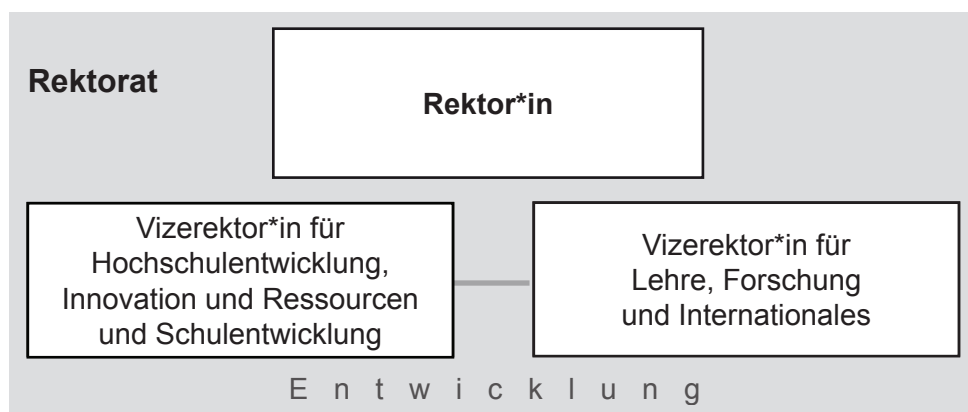 Rektorat
Rektor*in
Vizerektor*in für
Hochschulentwicklung,
Innovation und Ressourcen
und Schulentwicklung
Vizerektor*in für
Lehre, Forschung
und Internationales
Entwicklung